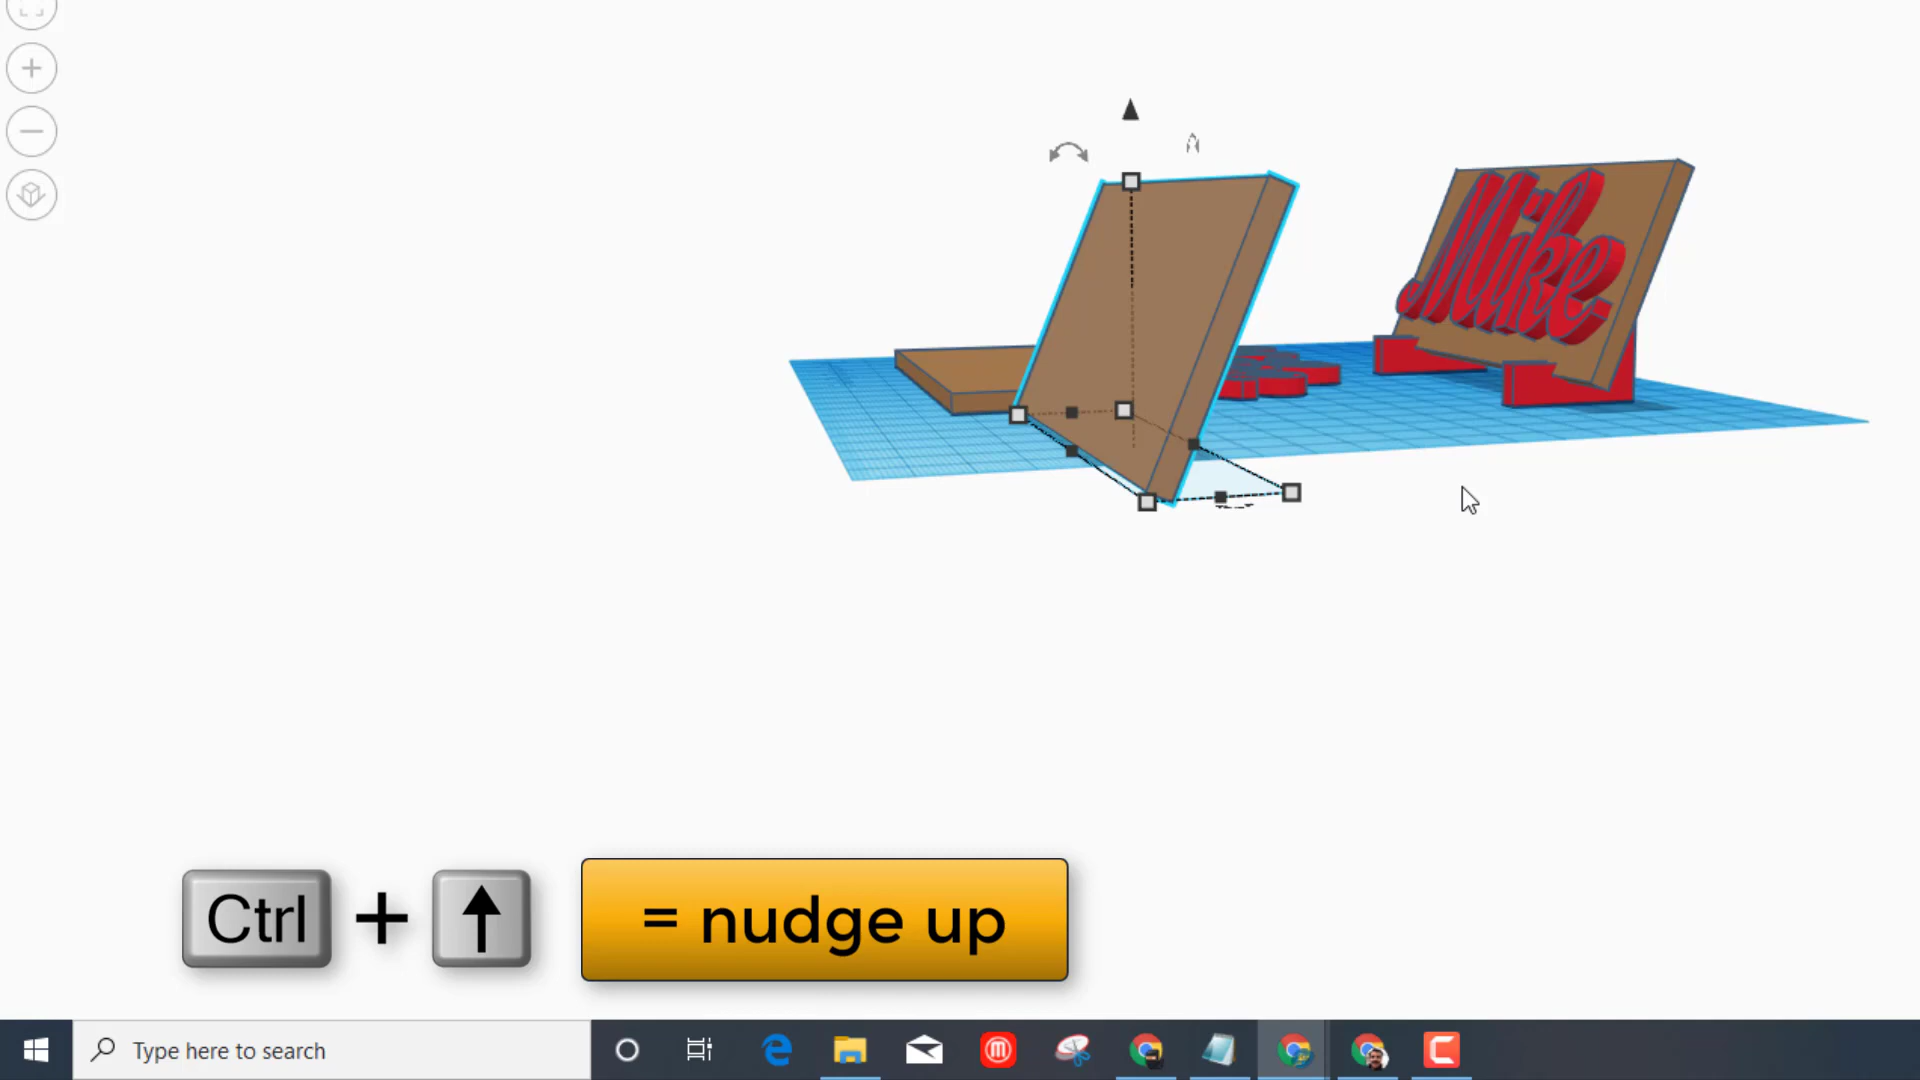 Mike
Ctrl + ↑ = nudge up
Type here to search